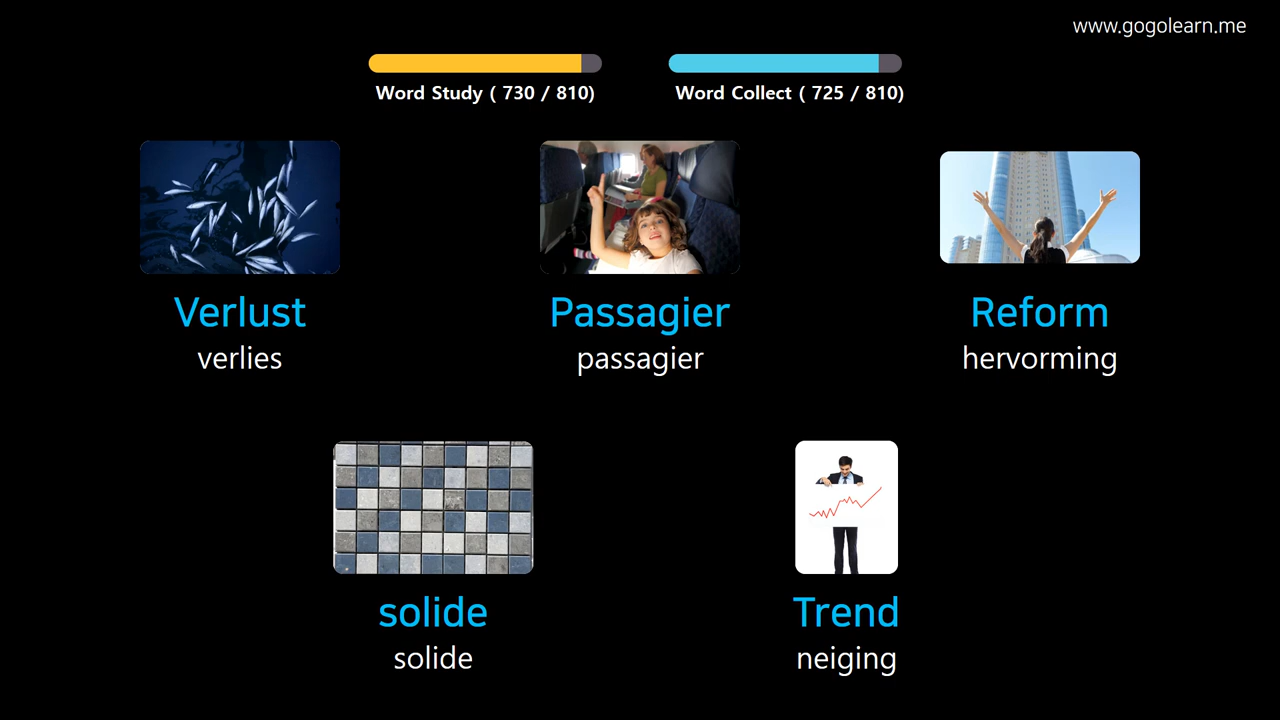 www.gogolearn.me
Word Study ( 730 / 810)
Word Collect ( 725 / 810)
Verlust
verlies
Passagier
passagier
Reform
hervorming
solide
solide
Trend
neiging